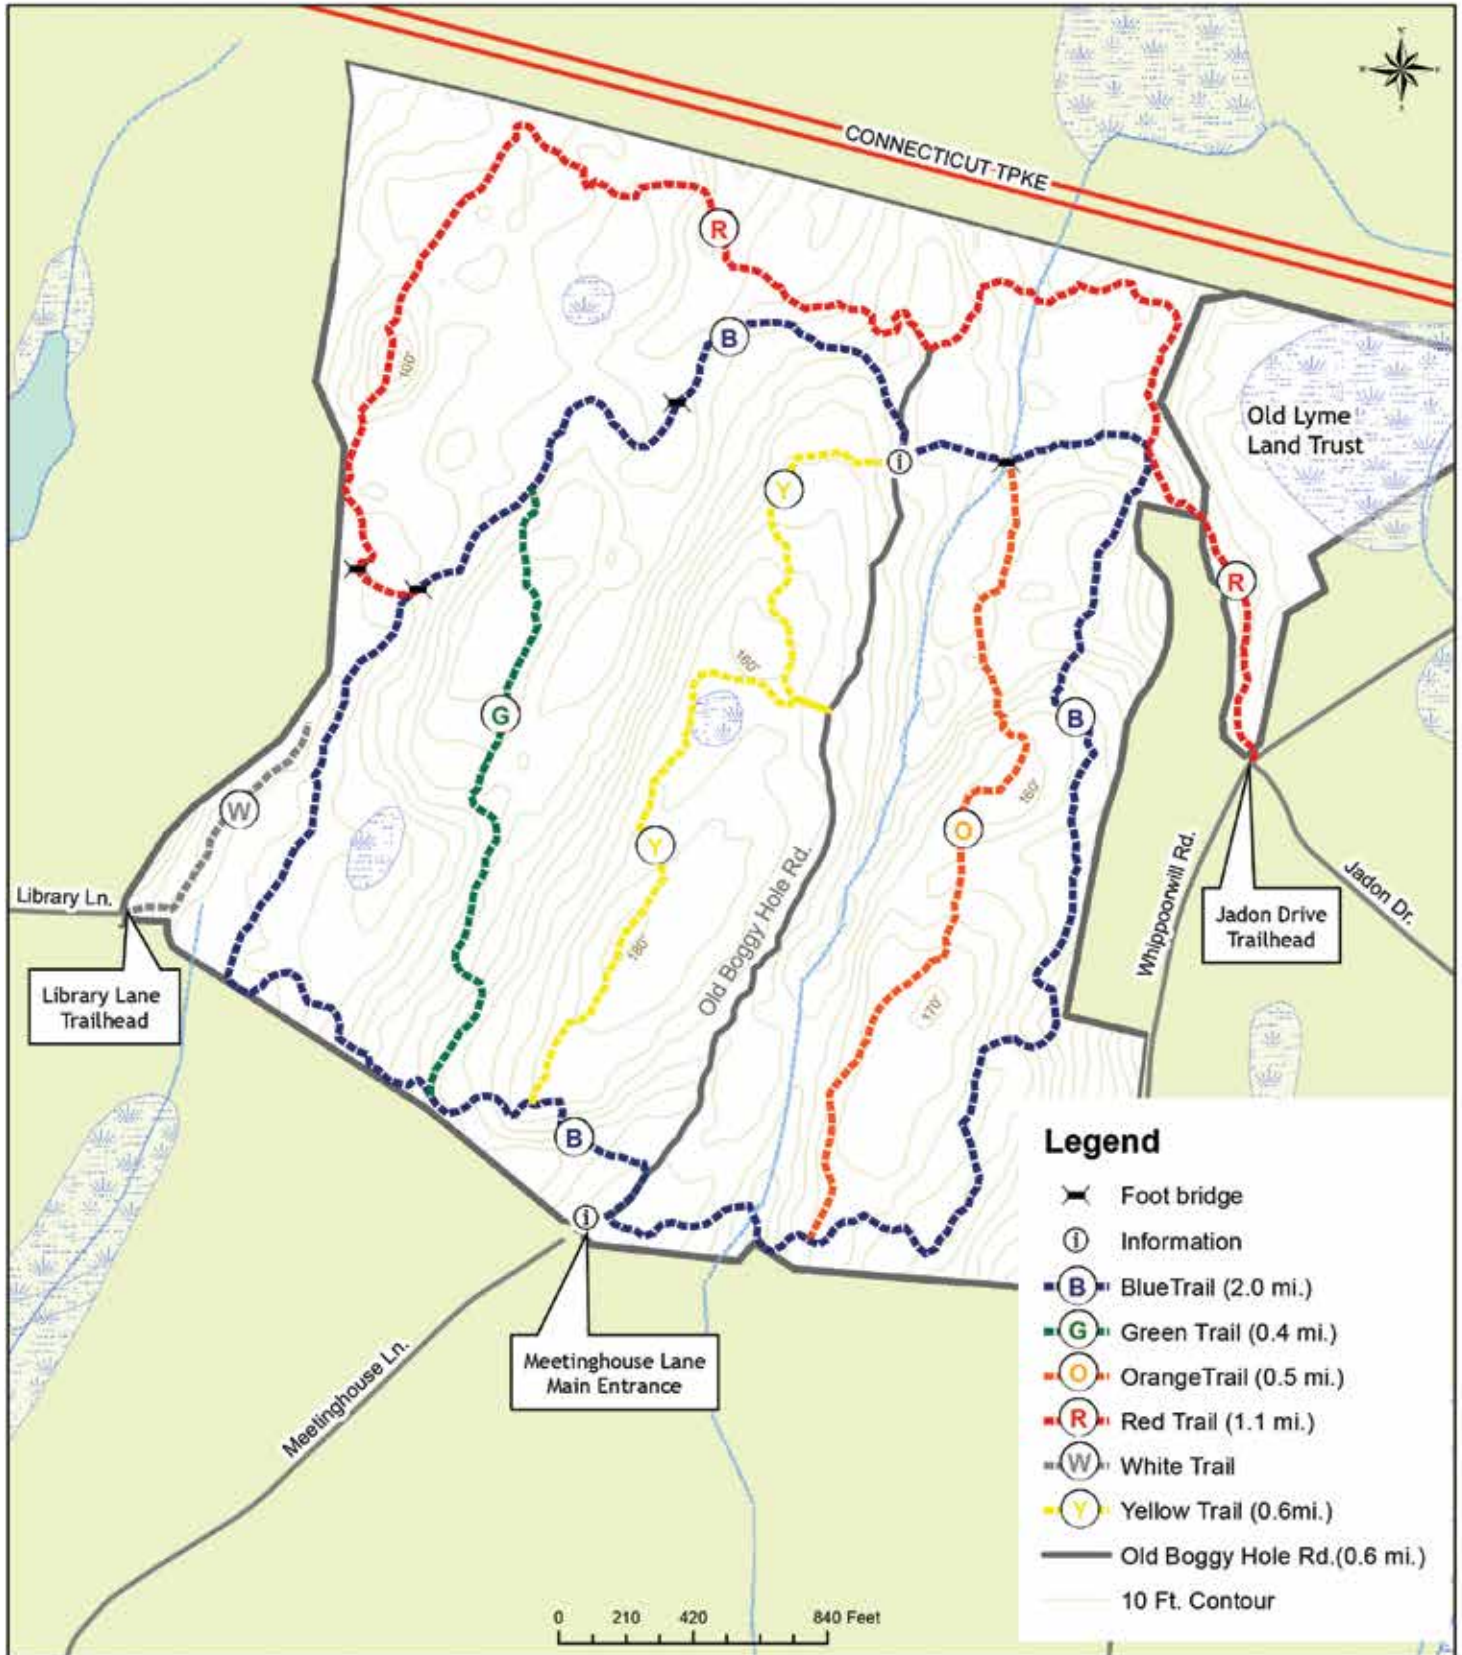 CONNECTICUT TPKE
R
B
100'
Old Lyme
Land Trust
i
Y
R
160'
G
B
W
160'
O
Y
Old Boggy Hole Rd.
Whippoorwill Rd.
Jadon Dr.
Library Ln.
Jadon Drive
Trailhead
180'
170'
Library Lane
Trailhead
B
i
Meetinghouse Lane
Main Entrance
Meetinghouse Ln.
Legend
Foot bridge
i Information
B BlueTrail (2.0 mi.)
G Green Trail (0.4 mi.)
O OrangeTrail (0.5 mi.)
R Red Trail (1.1 mi.)
W White Trail
Y Yellow Trail (0.6mi.)
Old Boggy Hole Rd.(0.6 mi.)
10 Ft. Contour
0 210 420 840 Feet